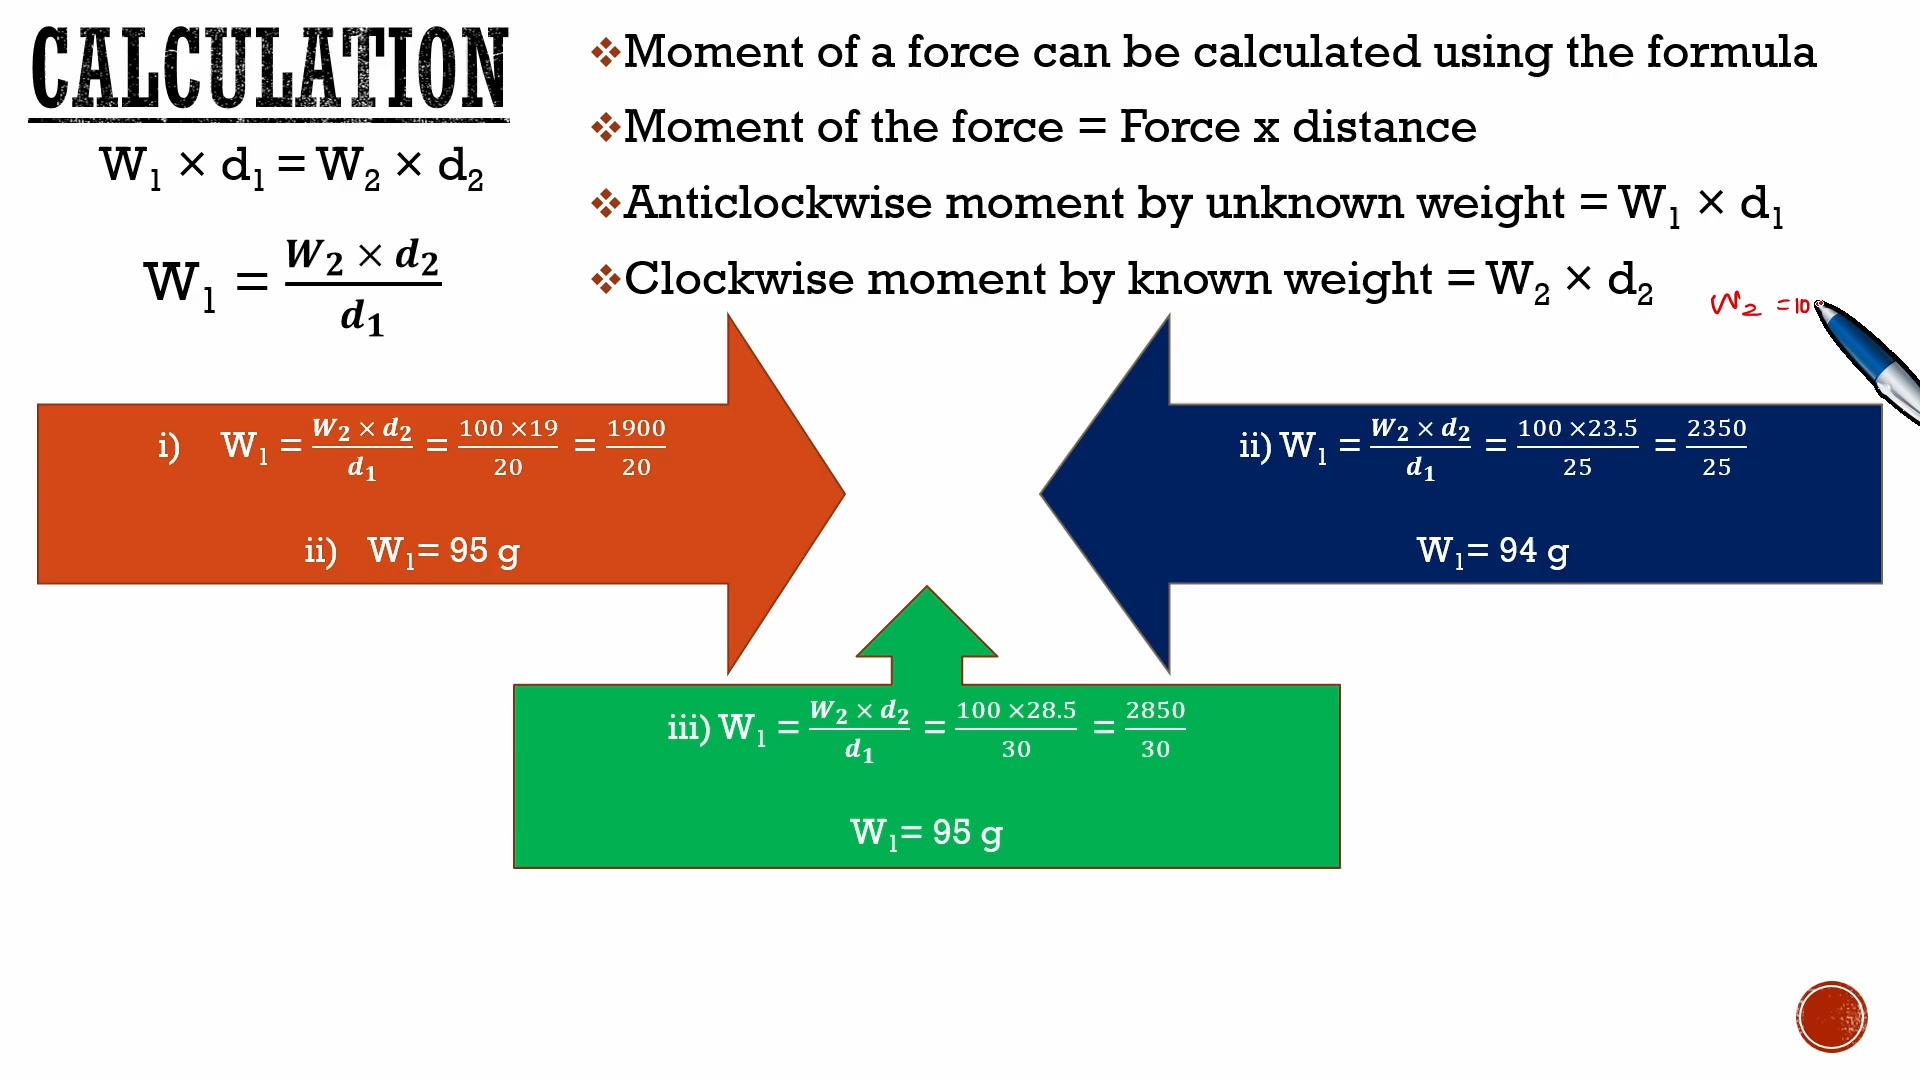 CALCULATION
W₁ × d₁ = W₂ × d₂
W₁ = (W₂ × d₂)/d₁
❖Moment of a force can be calculated using the formula
❖Moment of the force = Force x distance
❖Anticlockwise moment by unknown weight = W₁ × d₁
❖Clockwise moment by known weight = W₂ × d₂
W₂ = 10
i) W₁ = (W₂ × d₂)/d₁ = (100 ×19)/20 = 1900/20
ii) W₁= 95 g
ii) W₁ = (W₂ × d₂)/d₁ = (100 ×23.5)/25 = 2350/25
W₁= 94 g
iii) W₁ = (W₂ × d₂)/d₁ = (100 ×28.5)/30 = 2850/30
W₁= 95 g